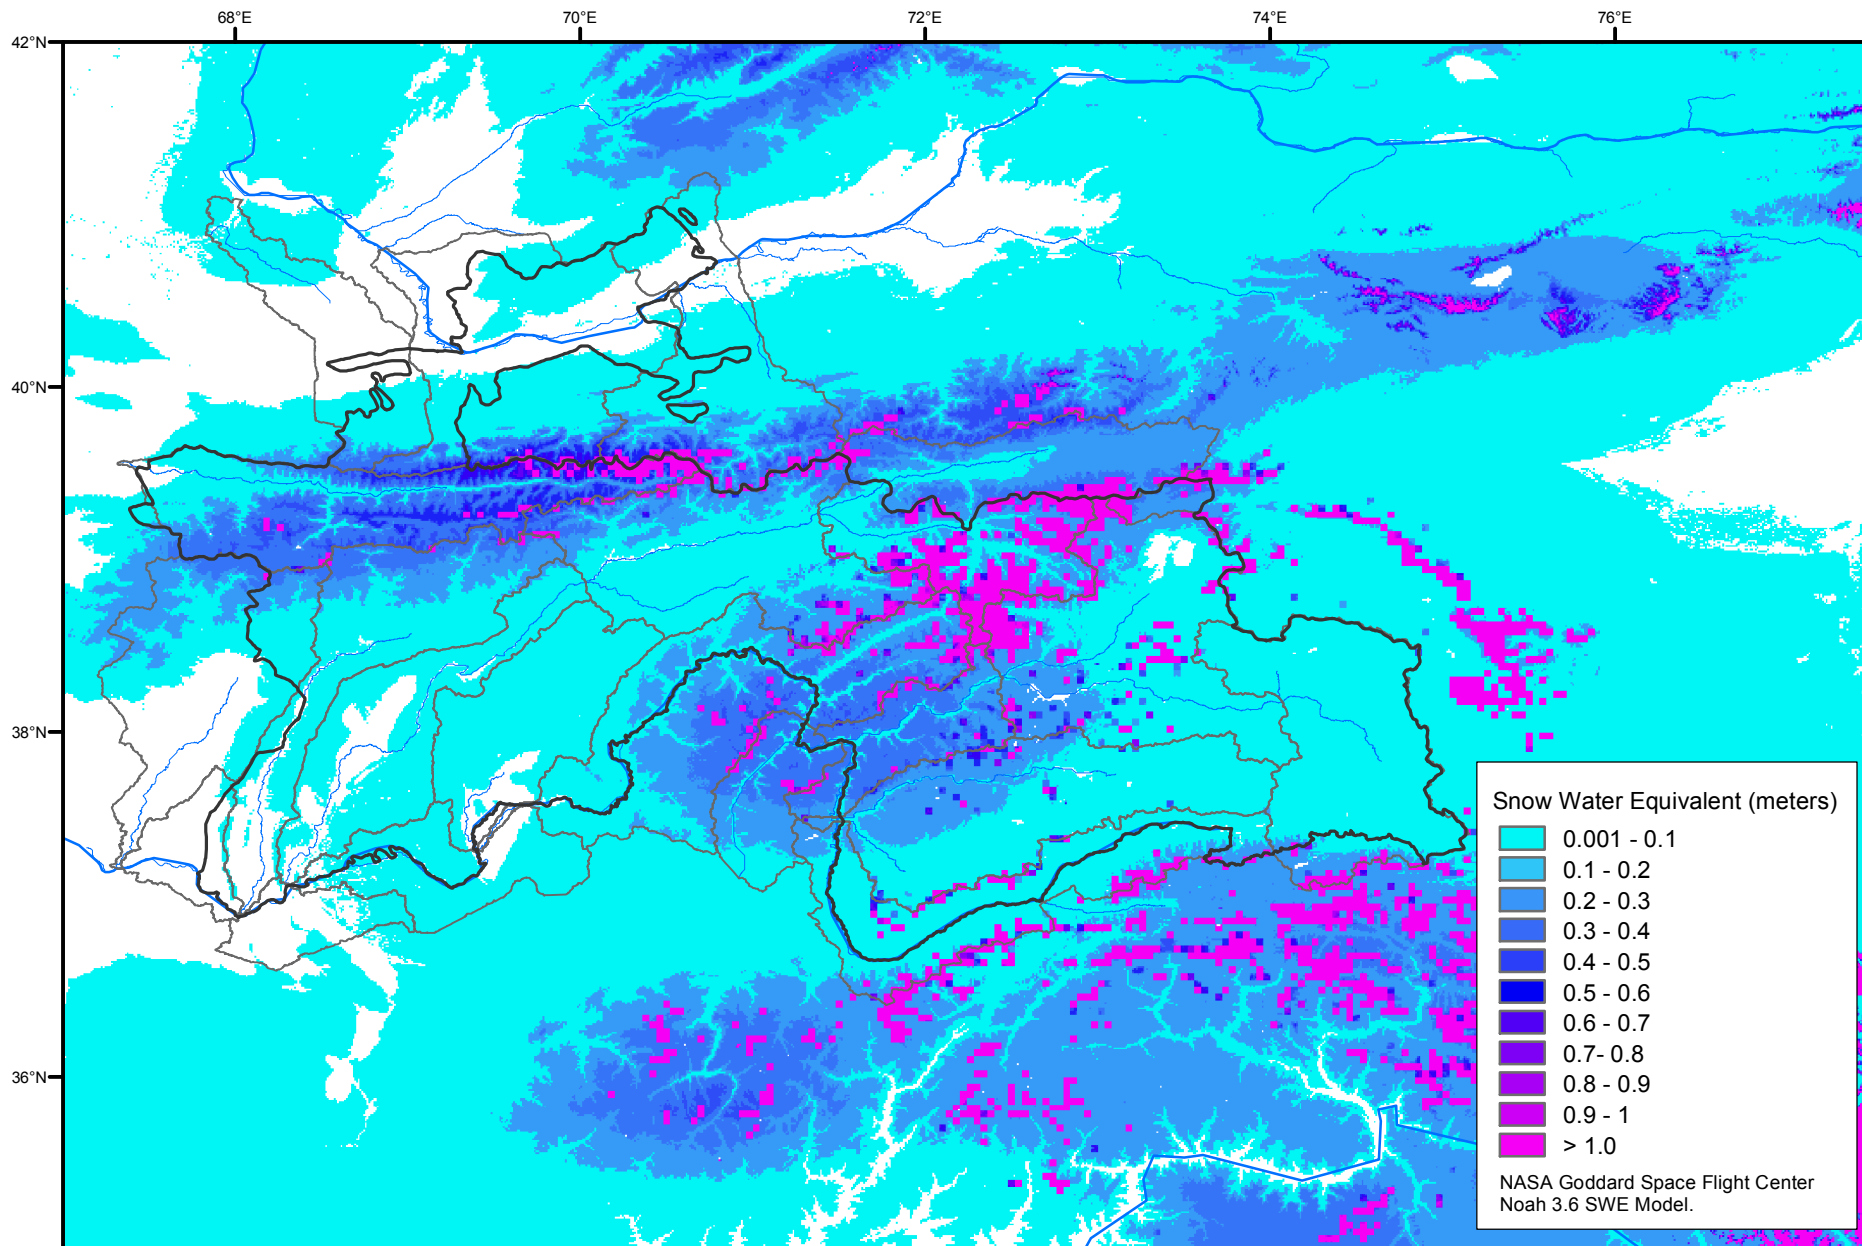 68°E
70°E
72°E
74°E
76°E
42°N
40°N
38°N
36°N
Snow Water Equivalent (meters)
0.001 - 0.1
0.1 - 0.2
0.2 - 0.3
0.3 - 0.4
0.4 - 0.5
0.5 - 0.6
0.6 - 0.7
0.7- 0.8
0.8 - 0.9
0.9 - 1
> 1.0
NASA Goddard Space Flight Center
Noah 3.6 SWE Model.